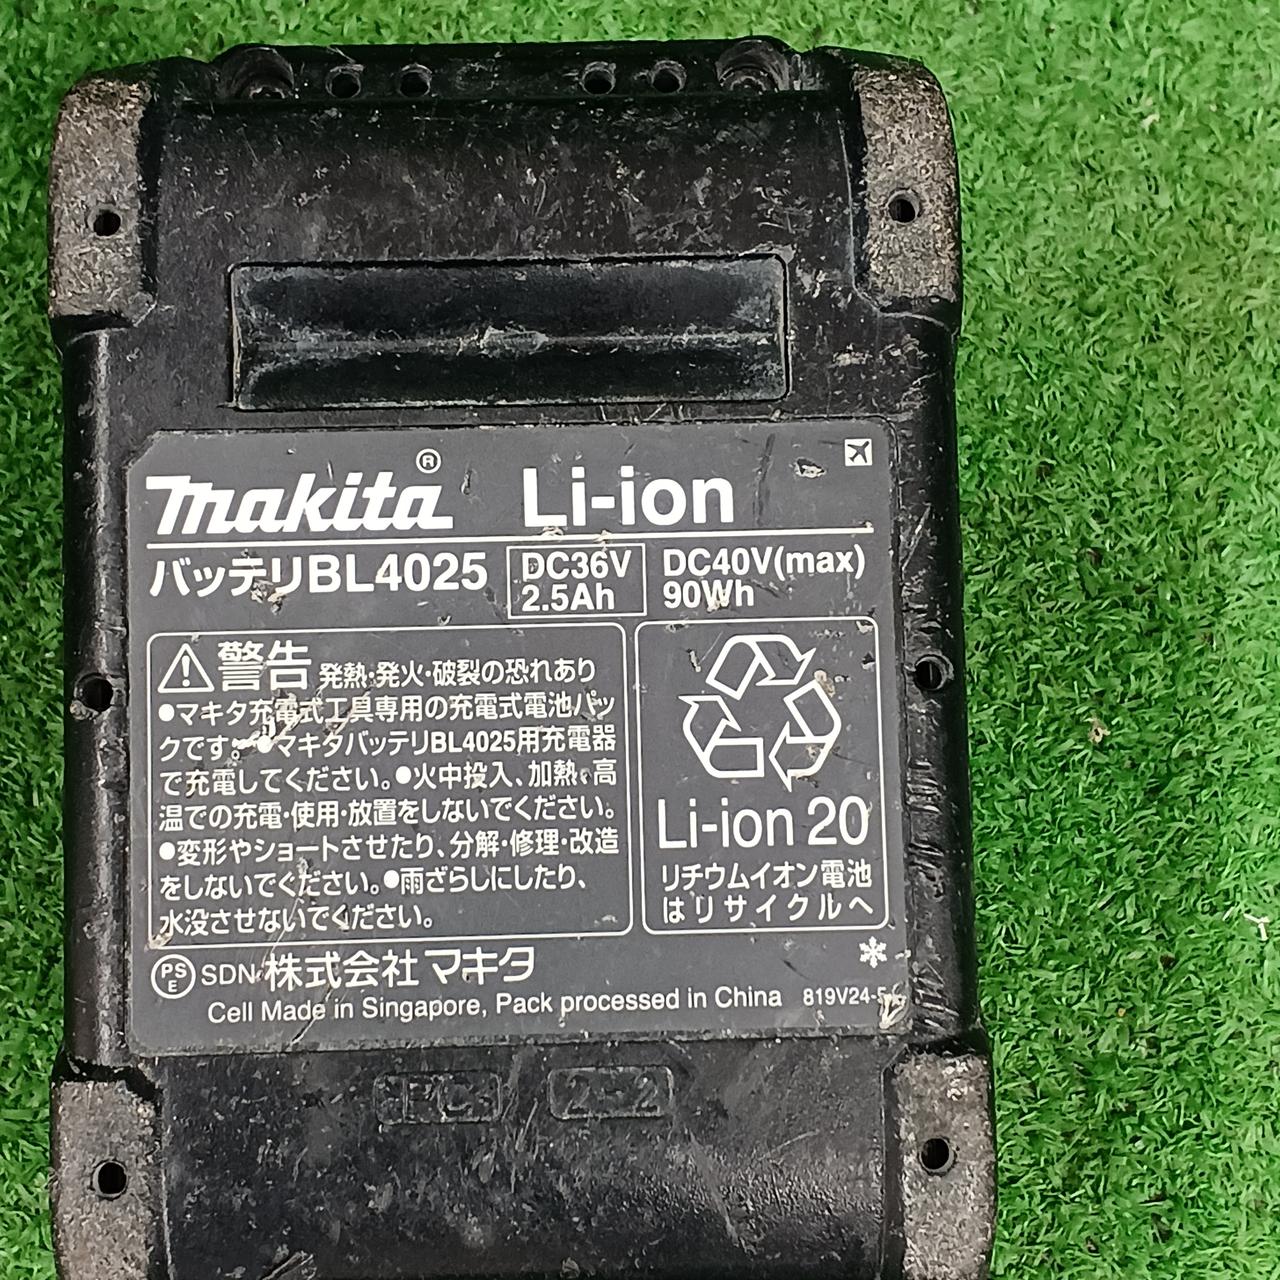 makita® Li-ion
バッテリBL4025 DC36V 2.5Ah DC40V(max) 90Wh
警告 発熱・発火・破裂の恐れあり
●マキタ充電式工具専用の充電式電池パッ
クです。●マキタバッテリBL4025用充電器
で充電してください。●火中投入、加熱、高
温での充電・使用・放置をしないでください。
●変形やショートさせたり、分解・修理・改造
をしないでください。●雨ざらしにしたり、
水没させないでください。
Li-ion 20
リチウムイオン電池
はリサイクルへ
PSE SDN 株式会社マキタ
Cell Made in Singapore, Pack processed in China
2-2